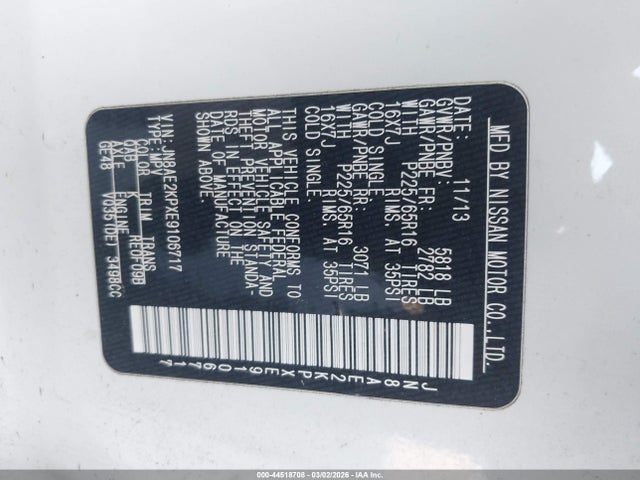 MFD BY NISSAN MOTOR CO.,LTD.
11/13
GVWR/PNBV: 5818 LB
GAWR/PNBE FR: 2782 LB
WITH P225/65R16 TIRES
16X7J RIMS. AT 35PSI
COLD SINGLE.
GAWR/PNBE RR: 3071 LB
WITH P225/65R16 TIRES
16X7J RIMS. AT 35PSI
COLD SINGLE.
THIS VEHICLE CONFORMS TO
ALL APPLICABLE FEDERAL
MOTOR VEHICLE SAFETY AND
THEFT PREVENTION STANDA-
RDS IN EFFECT ON THE
DATE OF MANUFACTURE
SHOWN ABOVE.
VIN: JN8AE2KPXE9106717
TYPE: MPV
COLOR TRIM TRANS
QAB K RE0F09B
AXLE ENGINE
GE48 VQ35(DE) 3498CC
JN8AE2KPXE9106717
000-44518708 - 03/02/2026 - IAAI.COM